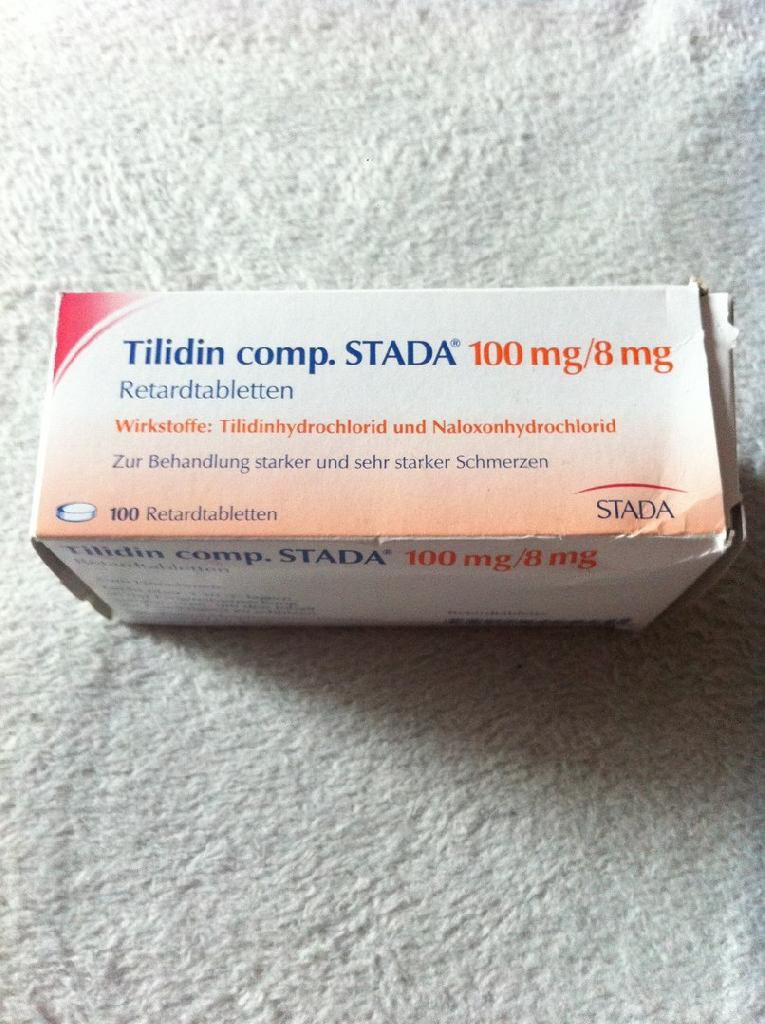 Tilidin comp. STADA® 100 mg/8 mg
Retardtabletten
Wirkstoffe: Tilidinhydrochlorid und Naloxonhydrochlorid
Zur Behandlung starker und sehr starker Schmerzen
100 Retardtabletten
STADA
Tilidin comp. STADA® 100 mg/8 mg
Retardtabletten